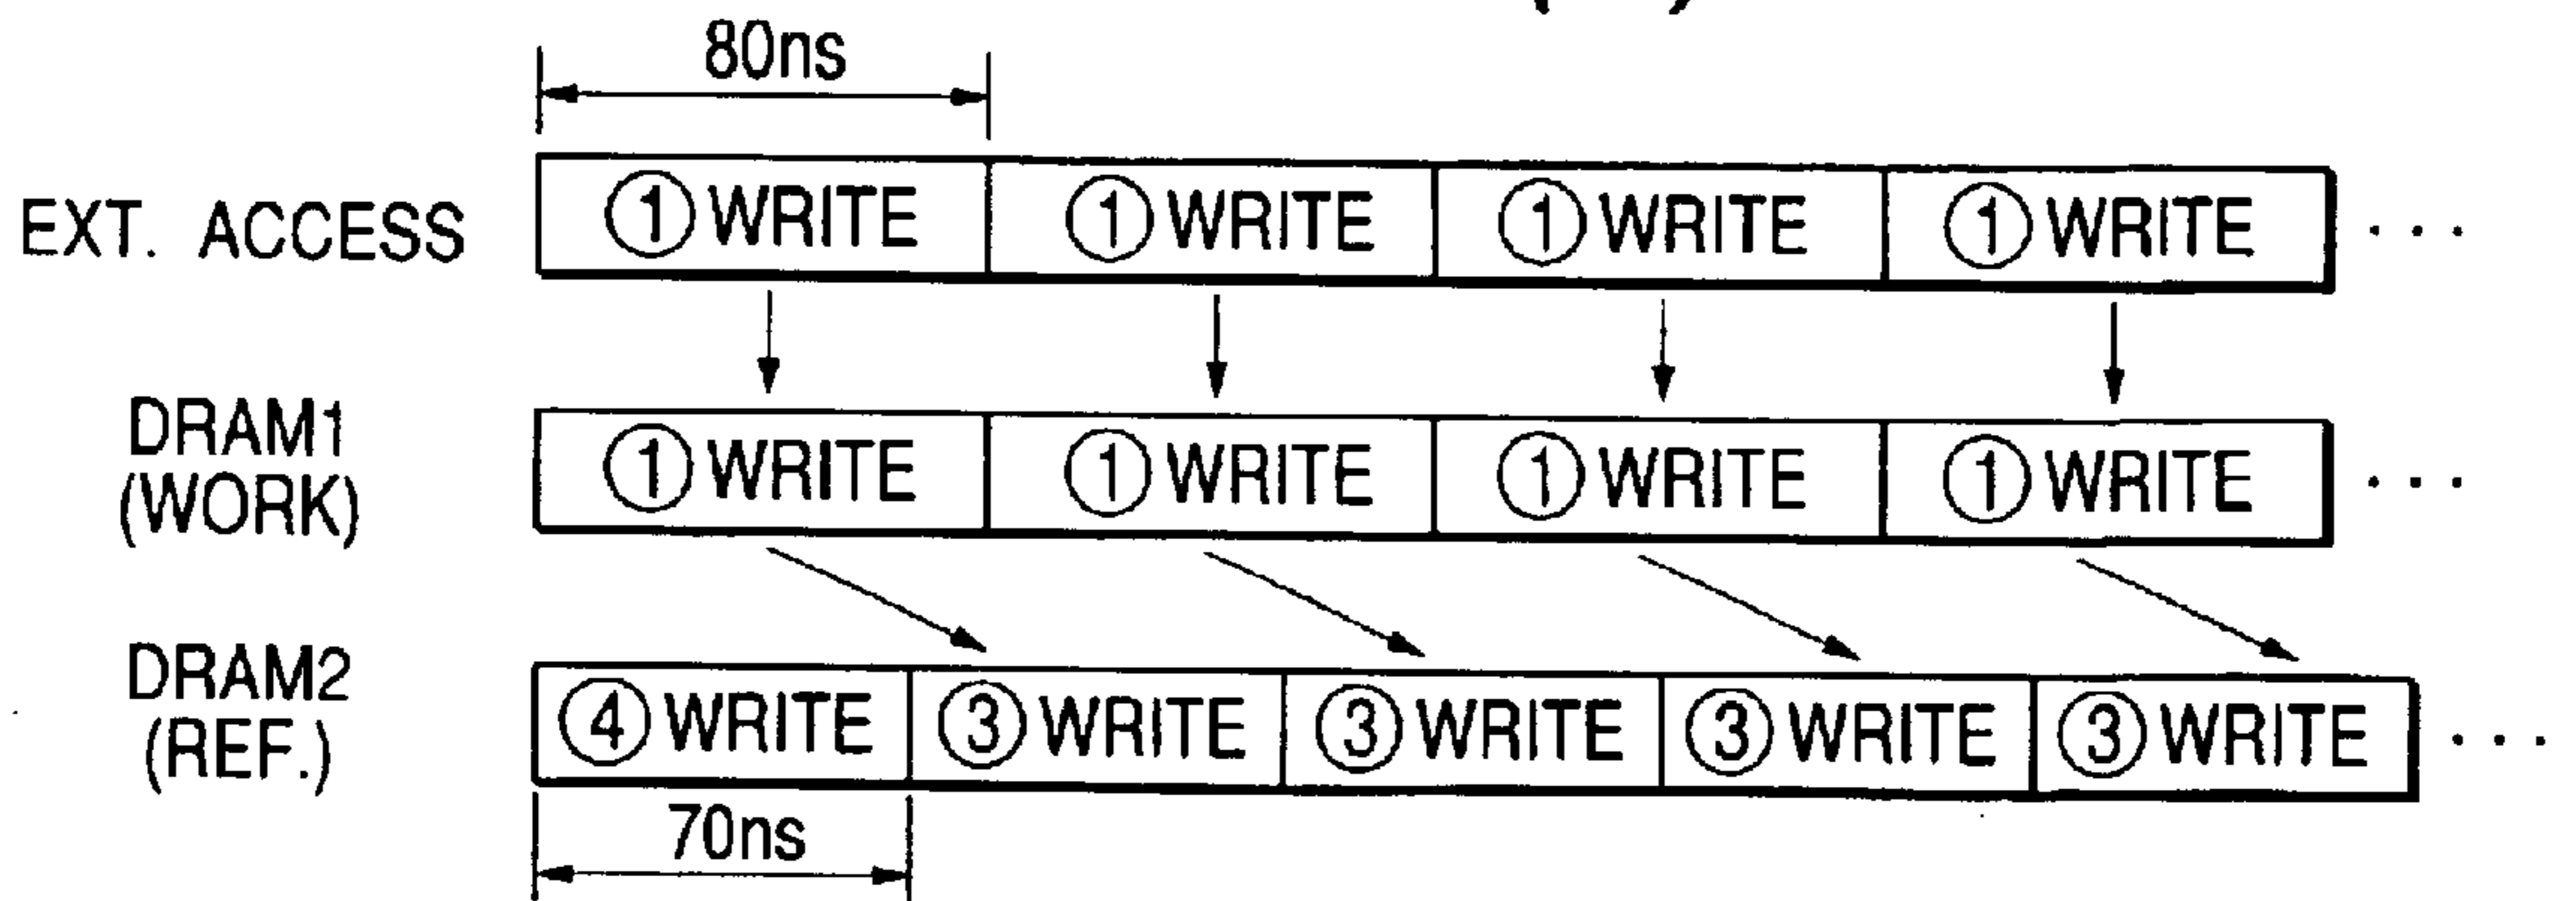 80ns
EXT. ACCESS ①WRITE ①WRITE ①WRITE ①WRITE ...
DRAM1
(WORK)
①WRITE ①WRITE ①WRITE ①WRITE ...
DRAM2
(REF.)
④WRITE ③WRITE ③WRITE ③WRITE ③WRITE ...
70ns